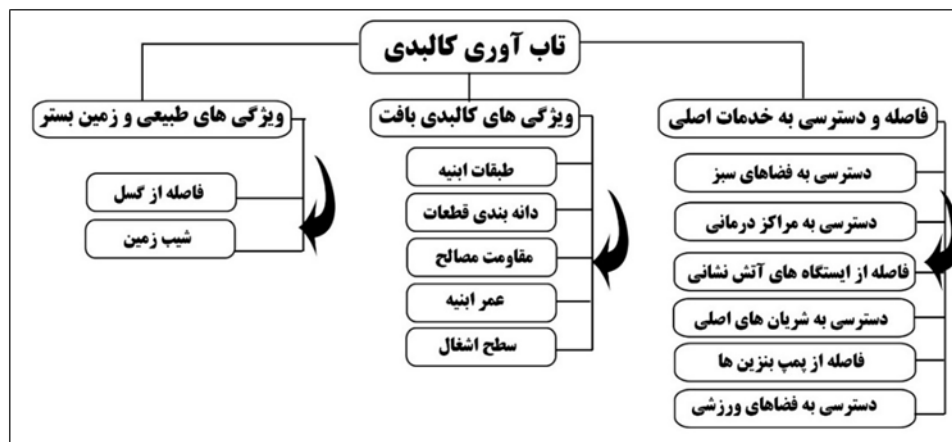 تاب آوری کالبدی
فاصله و دسترسی به خدمات اصلی
دسترسی به فضاهای سبز
دسترسی به مراکز درمانی
فاصله از ایستگاه های آتش نشانی
دسترسی به شریان های اصلی
فاصله از پمپ بنزین ها
دسترسی به فضاهای ورزشی
ویژگی های کالبدی بافت
طبقات ابنیه
دانه بندی قطعات
مقاومت مصالح
عمر ابنیه
سطح اشغال
ویژگی های طبیعی و زمین بستر
فاصله از گسل
شیب زمین